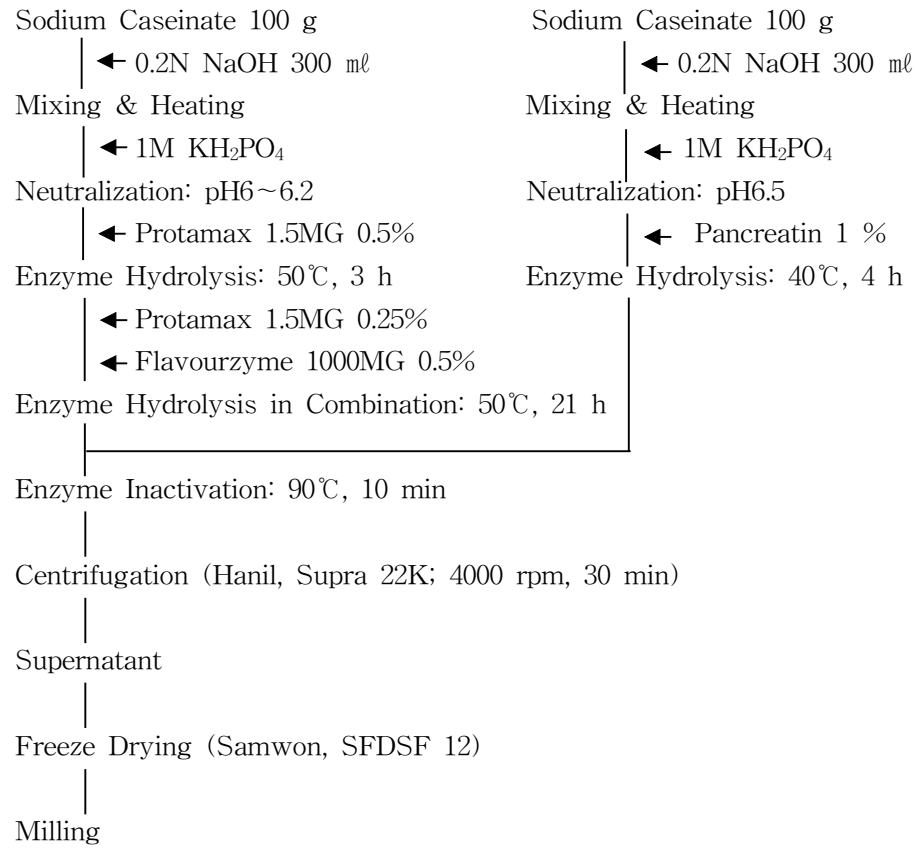 Sodium Caseinate 100 g
Sodium Caseinate 100 g
0.2N NaOH 300 ㎖
0.2N NaOH 300 ㎖
Mixing & Heating
Mixing & Heating
1M KH₂PO₄
1M KH₂PO₄
Neutralization: pH6～6.2
Neutralization: pH6.5
Protamax 1.5MG 0.5%
Pancreatin 1 %
Enzyme Hydrolysis: 50℃, 3 h
Enzyme Hydrolysis: 40℃, 4 h
Protamax 1.5MG 0.25%
Flavourzyme 1000MG 0.5%
Enzyme Hydrolysis in Combination: 50℃, 21 h
Enzyme Inactivation: 90℃, 10 min
Centrifugation (Hanil, Supra 22K; 4000 rpm, 30 min)
Supernatant
Freeze Drying (Samwon, SFDSF 12)
Milling